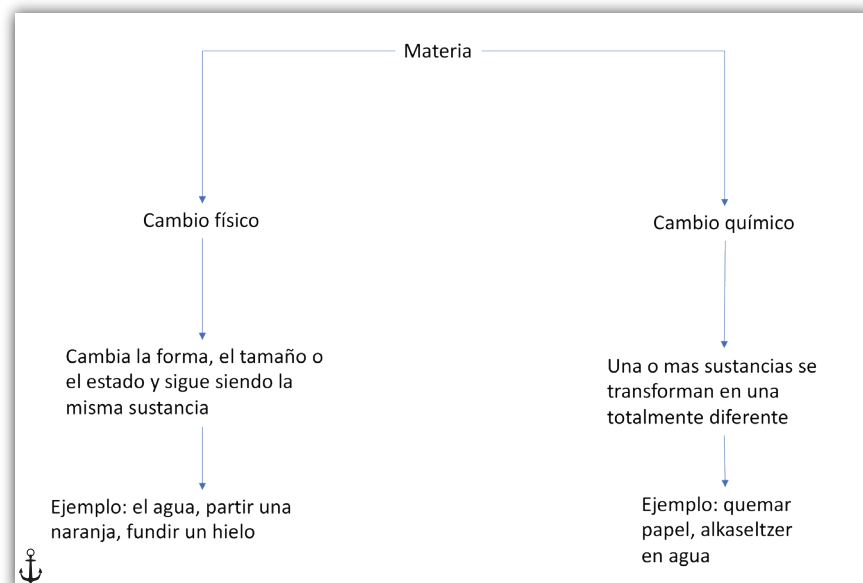 Materia
Cambio físico
Cambio químico
Cambia la forma, el tamaño o
el estado y sigue siendo la
misma sustancia
Una o mas sustancias se
transforman en una
totalmente diferente
Ejemplo: el agua, partir una
naranja, fundir un hielo
Ejemplo: quemar
papel, alkaseltzer
en agua